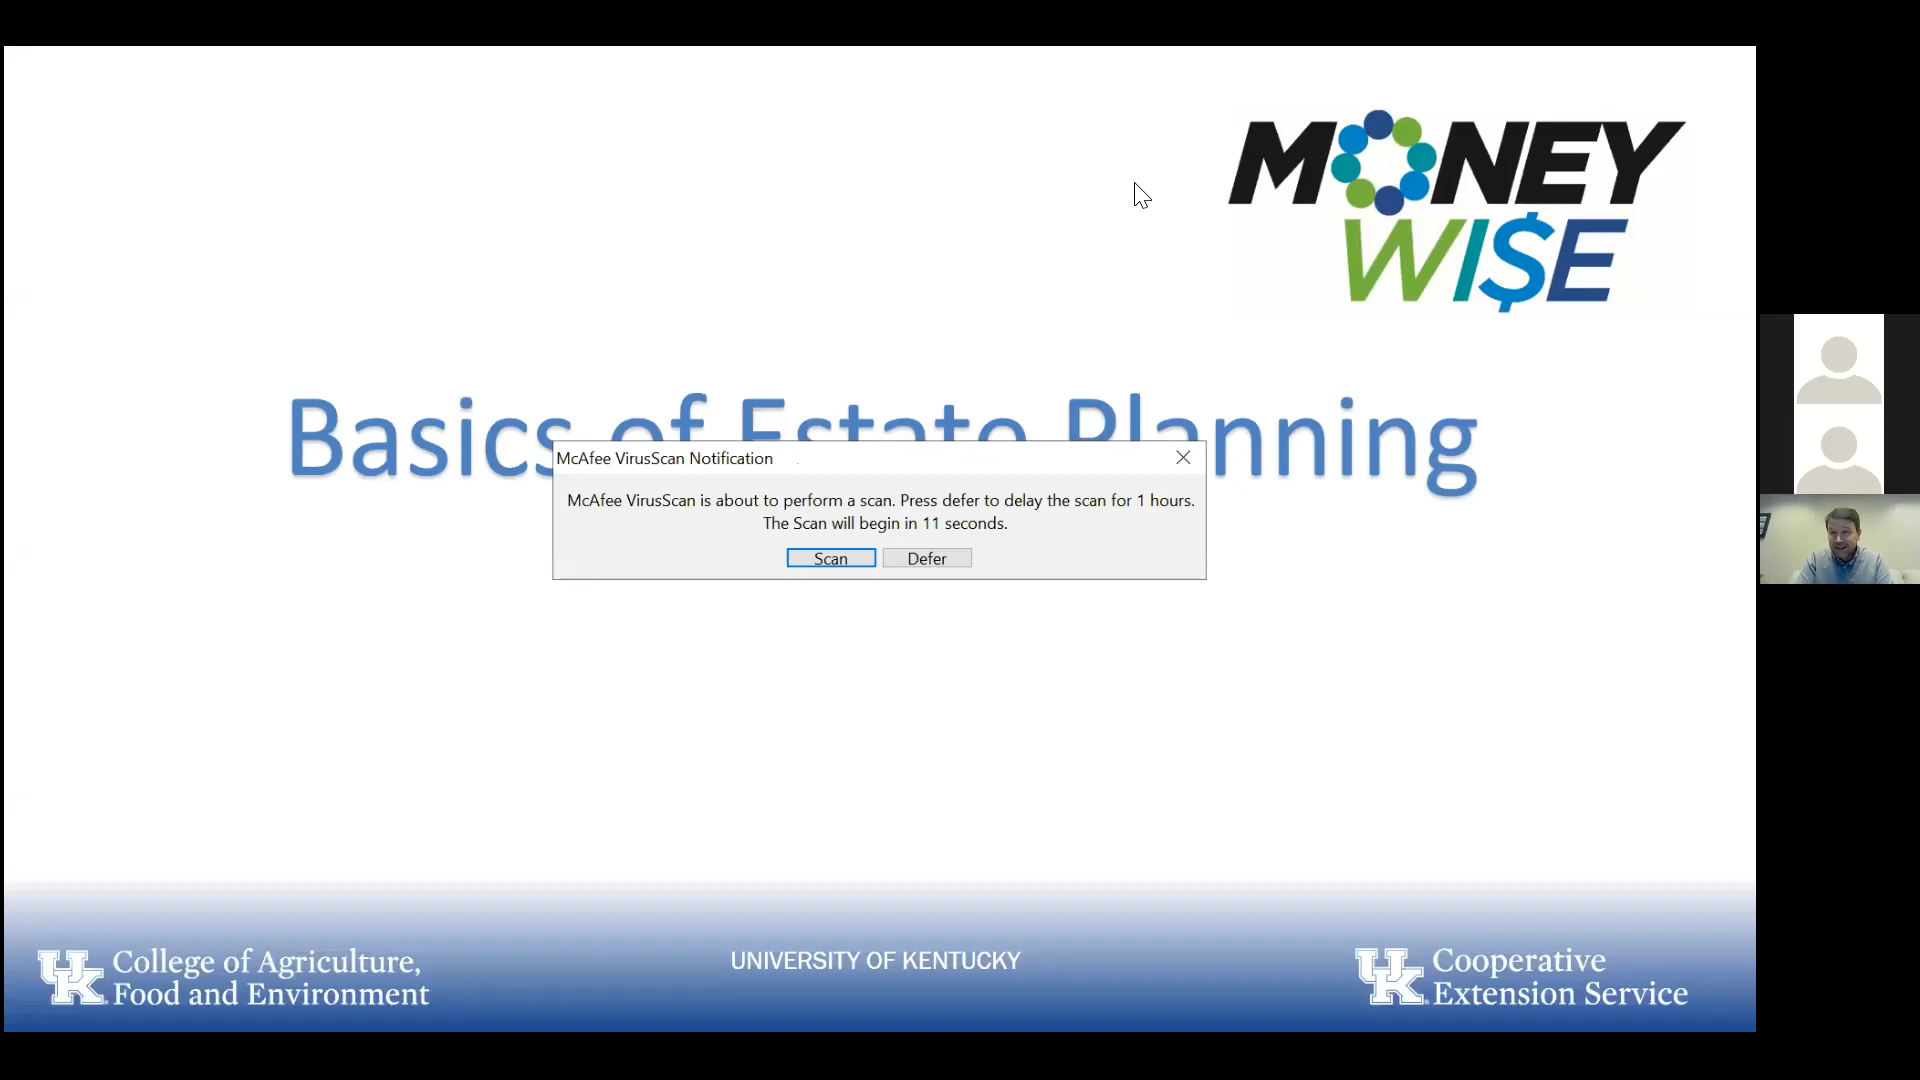 MONEY
WI$E
Basics of Estate Planning
McAfee VirusScan Notification
McAfee VirusScan is about to perform a scan. Press defer to delay the scan for 1 hours.
The Scan will begin in 11 seconds.
Scan Defer
UK College of Agriculture,
Food and Environment
UNIVERSITY OF KENTUCKY
UK Cooperative
Extension Service